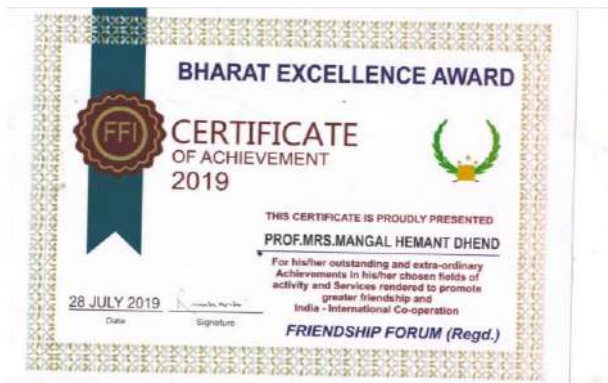 BHARAT EXCELLENCE AWARD
FFI
CERTIFICATE
OF ACHIEVEMENT
2019
THIS CERTIFICATE IS PROUDLY PRESENTED
PROF.MRS.MANGAL HEMANT DHEND
For his/her outstanding and extra-ordinary
Achievements in his/her chosen fields of
activity and Services rendered to promote
greater friendship and
India - International Co-operation
28 JULY 2019
Date
Signeture
FRIENDSHIP FORUM (Regd.)